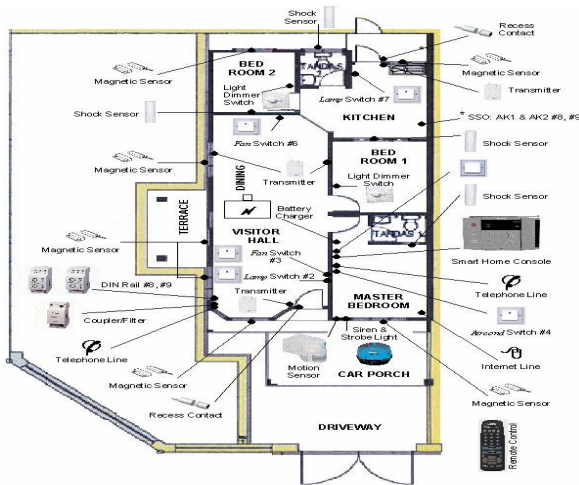 Shock
Sensor
Recess
Contact
Magnetic Sensor
BED
ROOM 2
TANDAS
2
Magnetic Sensor
Light
Dimmer
Switch
Lamp Switch #7
Transmitter
Shock Sensor
KITCHEN
* SSO: AK1 & AK2 #8, #9
Fan Switch #6
Shock Sensor
Magnetic Sensor
DINING
Transmitter
BED
ROOM 1
Light Dimmer
Switch
Battery
Charger
Shock Sensor
TERRACE
VISITOR
HALL
TANDAS 1
Magnetic Sensor
Fan Switch
#3
Smart Home Console
DIN Rail #8, #9
Lamp Switch #2
Telephone Line
Transmitter
MASTER
BEDROOM
Coupler/Filter
Aircond Switch #4
Siren &
Strobe Light
Telephone Line
Internet Line
Magnetic Sensor
Motion
Sensor
CAR PORCH
Magnetic Sensor
Recess Contact
DRIVEWAY
Remote Control